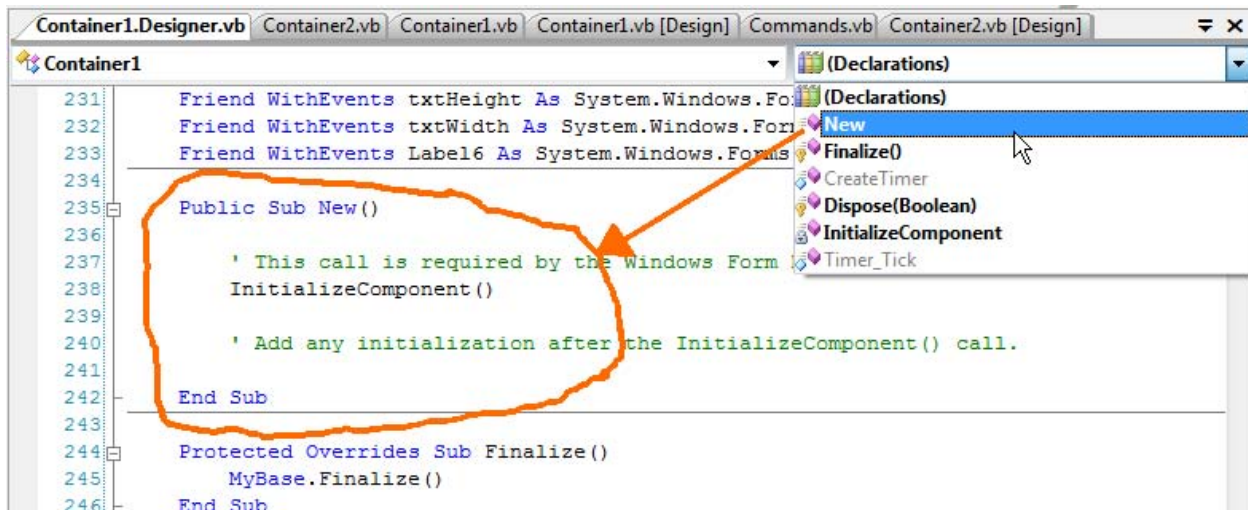 Container1.Designer.vb Container2.vb Container1.vb Container1.vb [Design] Commands.vb Container2.vb [Design]
Container1 (Declarations)
(Declarations)
New
Finalize()
CreateTimer
Dispose(Boolean)
InitializeComponent
Timer_Tick
231 Friend WithEvents txtHeight As System.Windows.Fo
232 Friend WithEvents txtWidth As System.Windows.For
233 Friend WithEvents Label6 As System.Windows.Forms
234
235 Public Sub New()
236
237 ' This call is required by the Windows Form
238 InitializeComponent()
239
240 ' Add any initialization after the InitializeComponent() call.
241
242 End Sub
243
244 Protected Overrides Sub Finalize()
245 MyBase.Finalize()
246 End Sub